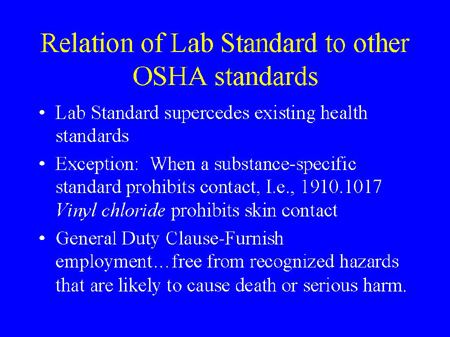 Relation of Lab Standard to other
OSHA standards
• Lab Standard supercedes existing health
standards
• Exception:  When a substance-specific
standard prohibits contact, I.e., 1910.1017
Vinyl chloride prohibits skin contact
• General Duty Clause-Furnish
employment…free from recognized hazards
that are likely to cause death or serious harm.